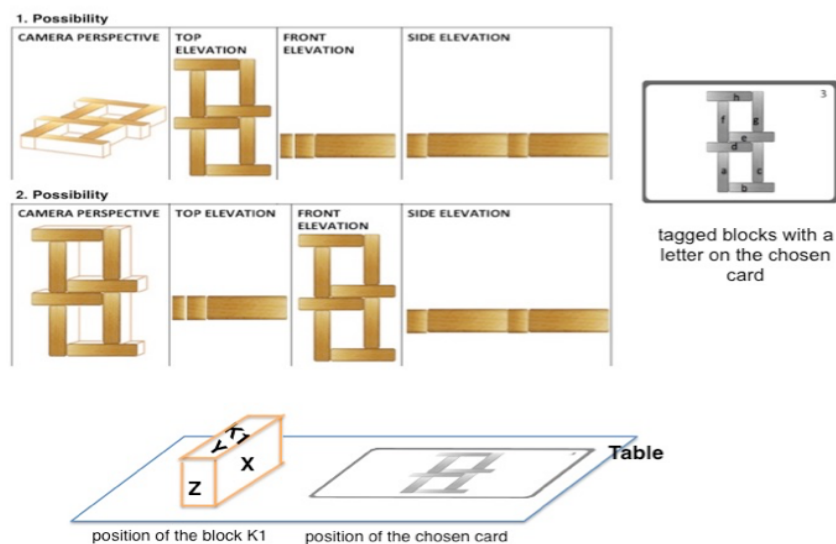 1. Possibility
CAMERA PERSPECTIVE
TOP ELEVATION
FRONT ELEVATION
SIDE ELEVATION
3
h
f
g
e
d
a
c
b
tagged blocks with a
letter on the chosen
card
2. Possibility
CAMERA PERSPECTIVE
TOP ELEVATION
FRONT
ELEVATION
SIDE ELEVATION
K1
Y
X
Z
Table
position of the block K1
position of the chosen card